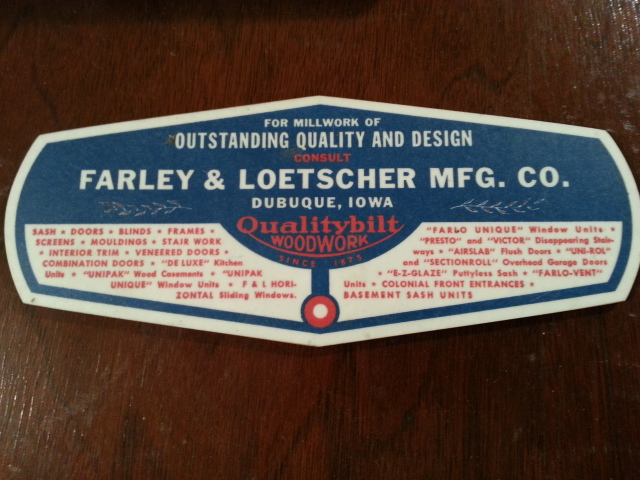 FOR MILLWORK OF
OUTSTANDING QUALITY AND DESIGN
CONSULT
FARLEY & LOETSCHER MFG. CO.
DUBUQUE, IOWA
Qualitybilt
WOODWORK
SINCE 1875
SASH • DOORS • BLINDS • FRAMES •
SCREENS • MOULDINGS • STAIR WORK
• INTERIOR TRIM • VENEERED DOORS •
COMBINATION DOORS • "DE LUXE" Kitchen
Units • "UNIPAK" Wood Casements • "UNIPAK
UNIQUE" Window Units • F & L HORI-
ZONTAL Sliding Windows.
"FARLO UNIQUE" Window Units •
"PRESTO" and "VICTOR" Disappearing Stair-
ways • "AIRSLAB" Flush Doors • "UNI-ROL"
and "SECTIONROLL" Overhead Garage Doors
• "E-Z-GLAZE" Puttyless Sash • "FARLO-VENT"
Units • COLONIAL FRONT ENTRANCES •
BASEMENT SASH UNITS